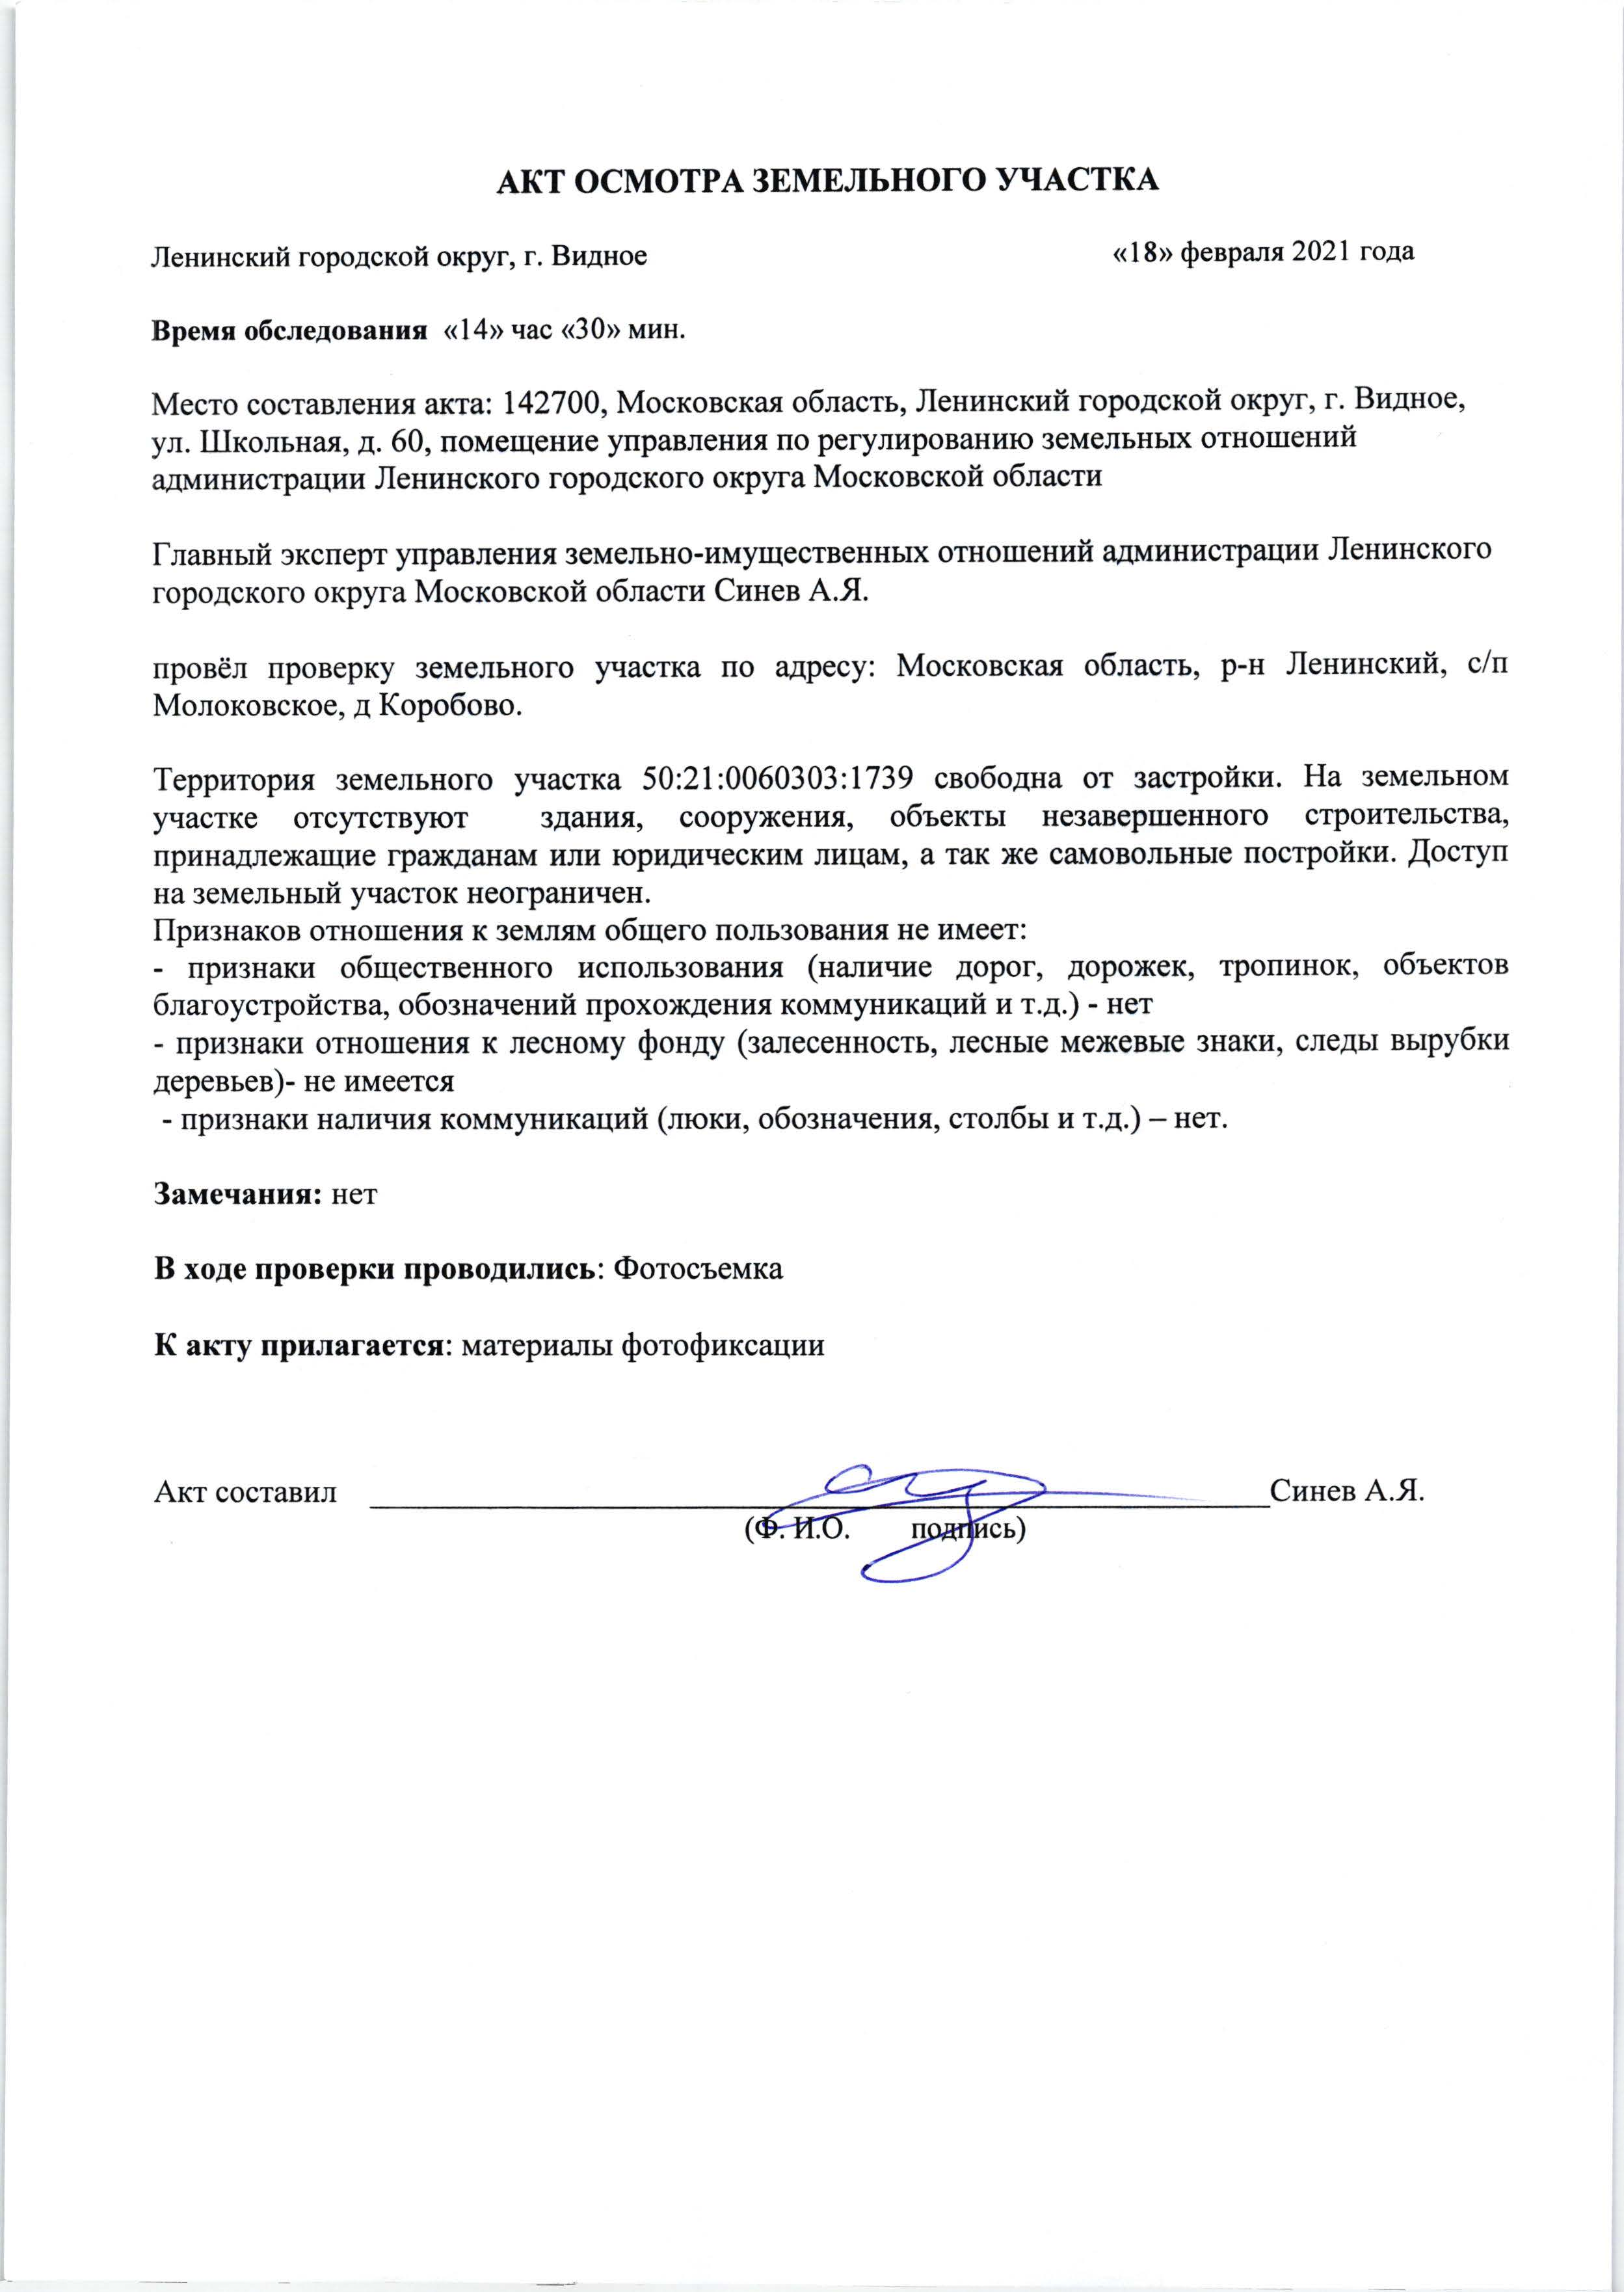 АКТ ОСМОТРА ЗЕМЕЛЬНОГО УЧАСТКА
Ленинский городской округ, г. Видное «18» февраля 2021 года
Время обследования «14» час «30» мин.
Место составления акта: 142700, Московская область, Ленинский городской округ, г. Видное,
ул. Школьная, д. 60, помещение управления по регулированию земельных отношений
администрации Ленинского городского округа Московской области
Главный эксперт управления земельно-имущественных отношений администрации Ленинского
городского округа Московской области Синев А.Я.
провёл проверку земельного участка по адресу: Московская область, р-н Ленинский, с/п
Молоковское, д Коробово.
Территория земельного участка 50:21:0060303:1739 свободна от застройки. На земельном
участке отсутствуют здания, сооружения, объекты незавершенного строительства,
принадлежащие гражданам или юридическим лицам, а так же самовольные постройки. Доступ
на земельный участок неограничен.
Признаков отношения к землям общего пользования не имеет:
- признаки общественного использования (наличие дорог, дорожек, тропинок, объектов
благоустройства, обозначений прохождения коммуникаций и т.д.) - нет
- признаки отношения к лесному фонду (залесенность, лесные межевые знаки, следы вырубки
деревьев)- не имеется
- признаки наличия коммуникаций (люки, обозначения, столбы и т.д.) – нет.
Замечания: нет
В ходе проверки проводились: Фотосъемка
К акту прилагается: материалы фотофиксации
Акт составил Синев А.Я.
(Ф. И.О. подпись)